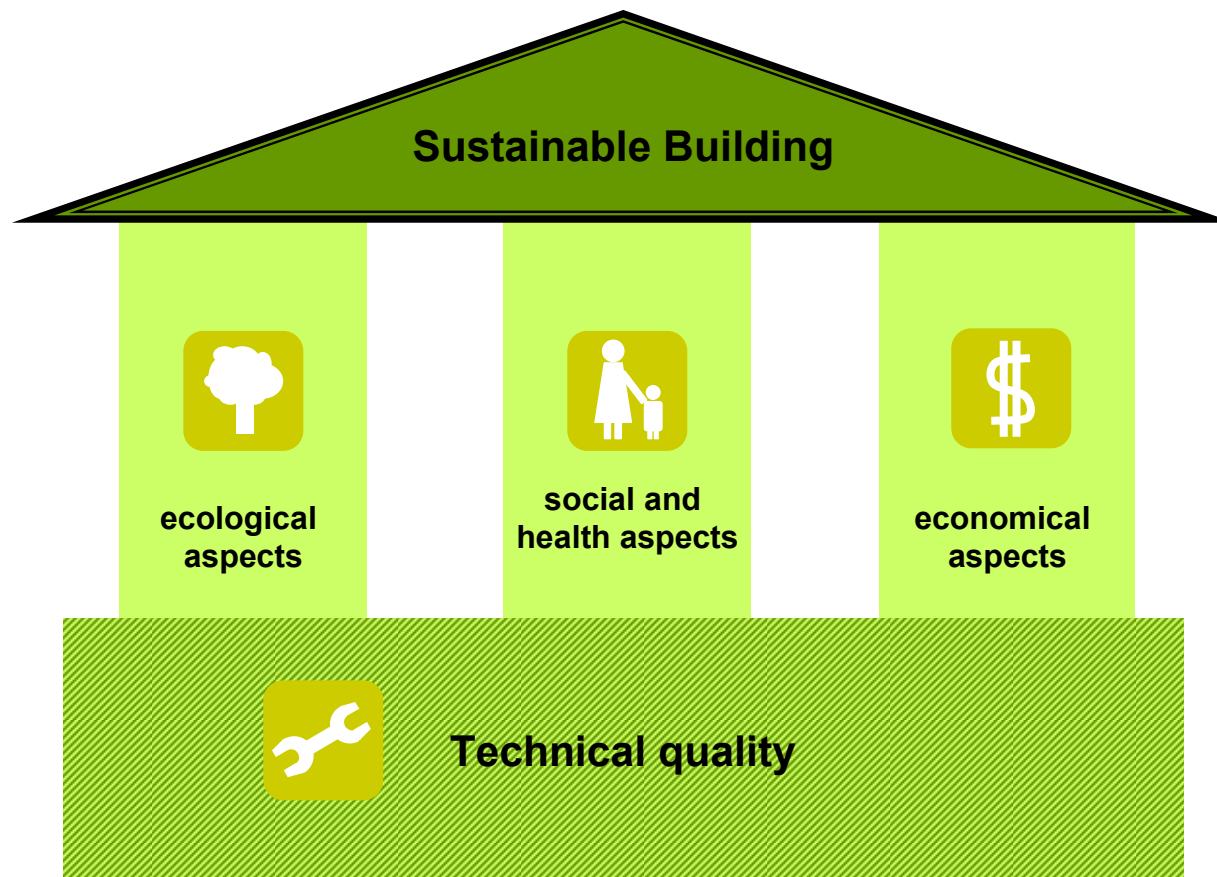 Sustainable Building
ecological
aspects
social and
health aspects
economical
aspects
Technical quality